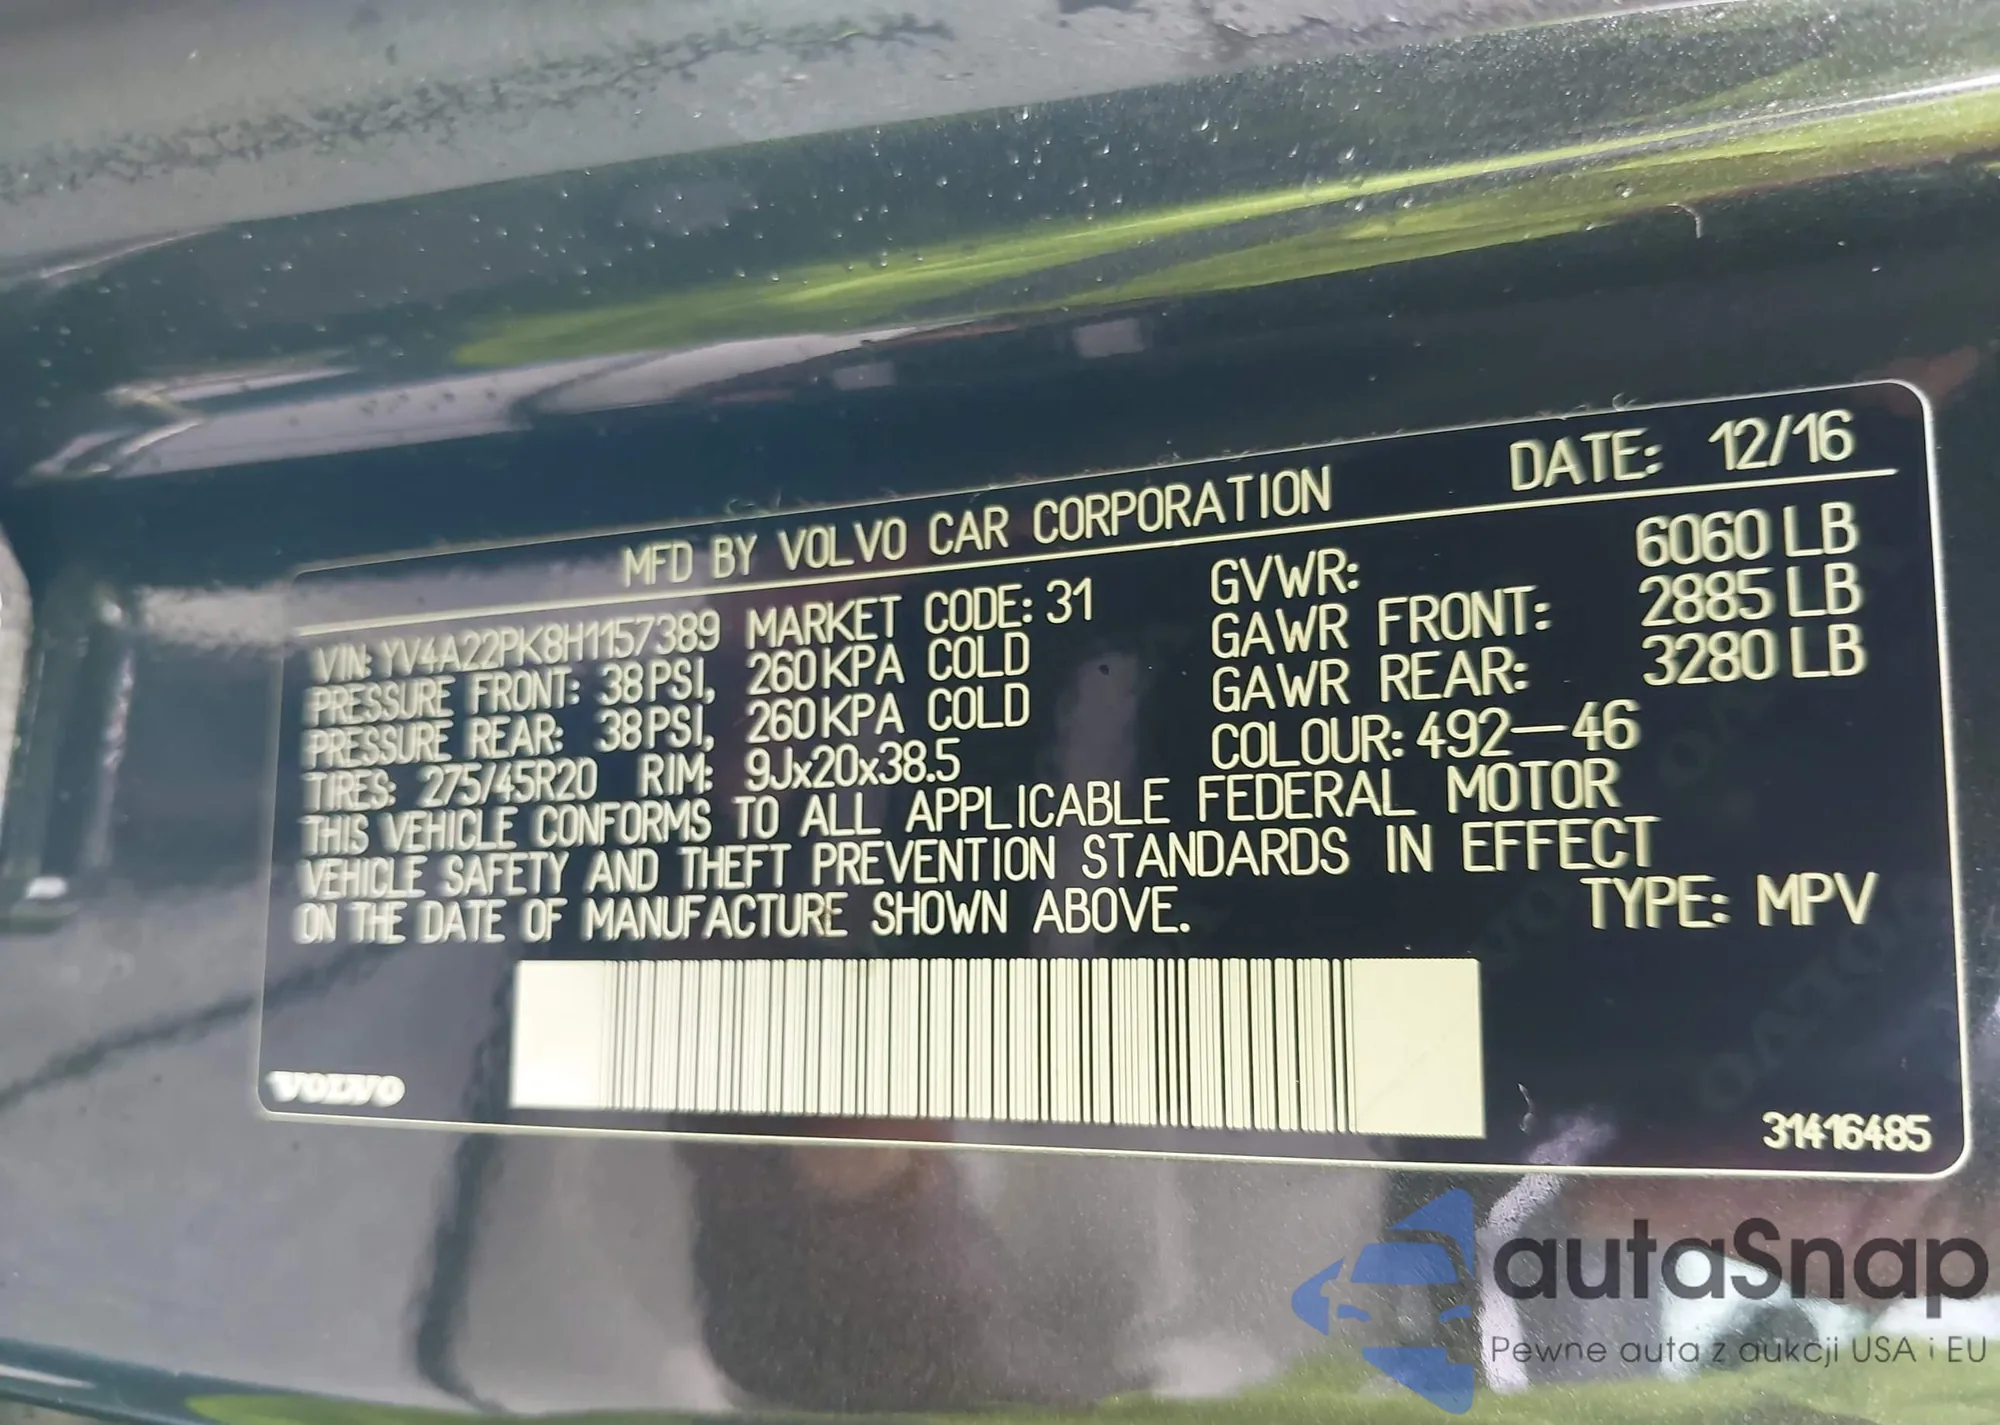 MFD BY VOLVO CAR CORPORATION DATE: 12/16
VIN: YV4A22PK8H1157389 MARKET CODE: 31 GVWR: 6060 LB
PRESSURE FRONT: 38 PSI, 260 KPA COLD GAWR FRONT: 2885 LB
PRESSURE REAR: 38 PSI, 260 KPA COLD GAWR REAR: 3280 LB
TIRES: 275/45R20 RIM: 9Jx20x38.5 COLOUR: 492-46
THIS VEHICLE CONFORMS TO ALL APPLICABLE FEDERAL MOTOR
VEHICLE SAFETY AND THEFT PREVENTION STANDARDS IN EFFECT
ON THE DATE OF MANUFACTURE SHOWN ABOVE. TYPE: MPV
VOLVO
31416485
autaSnap
Pewne auta z aukcji USA i EU